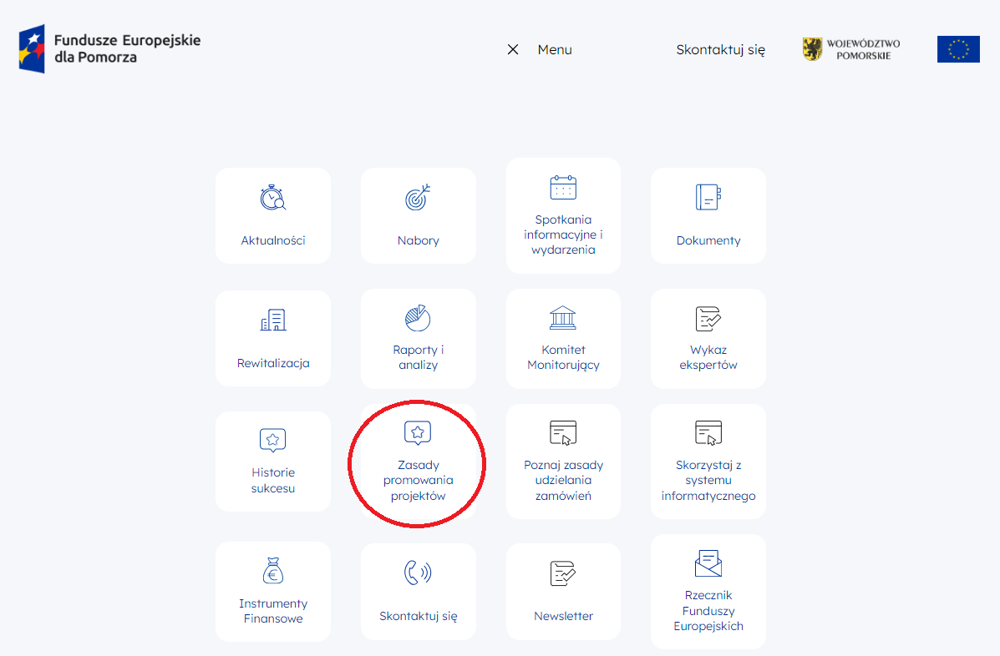 Fundusze Europejskie
dla Pomorza
Menu
Skontaktuj się
WOJEWÓDZTWO
POMORSKIE
Aktualności
Nabory
Spotkania
informacyjne i
wydarzenia
Dokumenty
Rewitalizacja
Raporty i
analizy
Komitet
Monitorujący
Wykaz
ekspertów
Historie
sukcesu
Zasady
promowania
projektów
Poznaj zasady
udzielania
zamówień
Skorzystaj z
systemu
informatycznego
Instrumenty
Finansowe
Skontaktuj się
Newsletter
Rzecznik
Funduszy
Europejskich